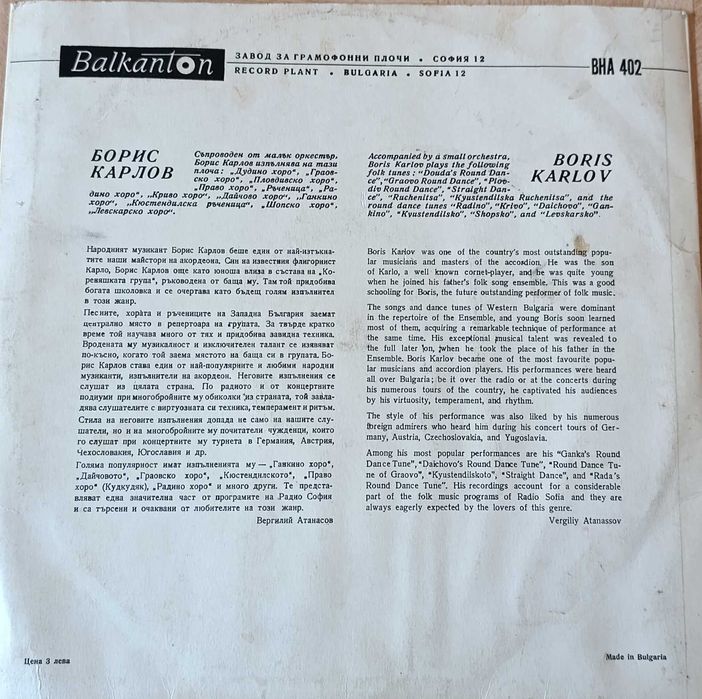 Balkanton
ЗАВОД ЗА ГРАМОФОННИ ПЛОЧИ • СОФИЯ 12
RECORD PLANT • BULGARIA • SOFIA 12
ВНА 402
БОРИС
КАРЛОВ
Съпроводен от малък оркестър,
Борис Карлов изпълнява на тази
плоча: „Дудино хоро“, „Граов-
ско хоро“, „Пловдивско хоро“,
„Право хоро“, „Ръченица“, „Ра-
дино хоро“, „Криво хоро“, „Дайчово хоро“, „Ганкино
хоро“, „Кюстендилска ръченица“, „Шопско хоро“,
„Левскарско хоро“.
Народният музикант Борис Карлов беше един от най-изтъкна-
тите наши майстори на акордеона. Син на известния флигорнист
Карло, Борис Карлов още като юноша влиза в състава на „Ко-
ревняшката група“, ръководена от баща му. Там той придобива
богата школовка и се очертава като бъдещ голям изпълнител
в този жанр.
Песните, хората и ръчениците на Западна България заемат
централно място в репертоара на групата. За твърде кратко
време той научава много от тях и придобива завидна техника.
Вродената му музикалност и изключителен талант се изявяват
по-късно, когато той заема мястото на баща си в групата. Бо-
рис Карлов става един от най-популярните и любими народни
музиканти, изпълнители на акордеон. Неговите изпълнения се
слушат из цялата страна. По радиото и от концертните
подиуми при многобройните му обиколки из страната, той завла-
дява слушателите с виртуозната си техника, темперамент и ритъм.
Стила на неговите изпълнения допада не само на нашите слу-
шатели, но и на многобройните му почитатели чужденци, които
го слушат при концертните му турнета в Германия, Австрия,
Чехословакия, Югославия и др.
Голяма популярност имат изпълненията му — „Гавкино хоро“,
„Дайчовото“, „Граовско хоро“, „Кюстендилското“, „Право
хоро“ (Кудкудяк), „Радино хоро“ и много други. Те предста-
вляват една значителна част от програмите на Радио София
и са търсени и очаквани от любителите на този жанр.
Вергилий Атанасов
Accompanied by a small orchestra,
Boris Karlov plays the following
folk tunes: "Douda's Round Dan-
ce", "Graovo Round Dance", "Plov-
div Round Dance", "Straight Dan-
ce", "Ruchenitsa", "Kyustendilska Ruchenitsa", and the
round dance tunes "Radino", "Krivo", "Daichovo", "Gan-
kino", "Kyustendilsko", "Shopsko", and "Levskarsko".
BORIS
KARLOV
Boris Karlov was one of the country's most outstanding popu-
lar musicians and masters of the accordion. He was the son
of Karlo, a well known cornet-player, and he was quite young
when he joined his father's folk song ensemble. This was a good
schooling for Boris, the future outstanding performer of folk music.
The songs and dance tunes of Western Bulgaria were dominant
in the repertoire of the Ensemble, and young Boris soon learned
most of them, acquiring a remarkable technique of performance at
the same time. His exceptional musical talent was revealed to
the full later on, when he took the place of his father in the
Ensemble. Boris Karlov became one of the most favourite popu-
lar musicians and accordion players. His performances were heard
all over Bulgaria; be it over the radio or at the concerts during
his numerous tours of the country, he captivated his audiences
by his virtuosity, temperament, and rhythm.
The style of his performance was also liked by his numerous
foreign admirers who heard him during his concert tours of Ger-
many, Austria, Czechoslovakia, and Yugoslavia.
Among his most popular performances are his "Ganka's Round
Dance Tune", "Daichovo's Round Dance Tune", "Round Dance Tu-
ne of Graovo", "Kyustendilskoto", "Straight Dance", and "Rada's
Round Dance Tune". His recordings account for a considerable
part of the folk music programs of Radio Sofia and they are
always eagerly expected by the lovers of this genre.
Vergiliy Atanassov
Цена 3 лева
Made in Bulgaria